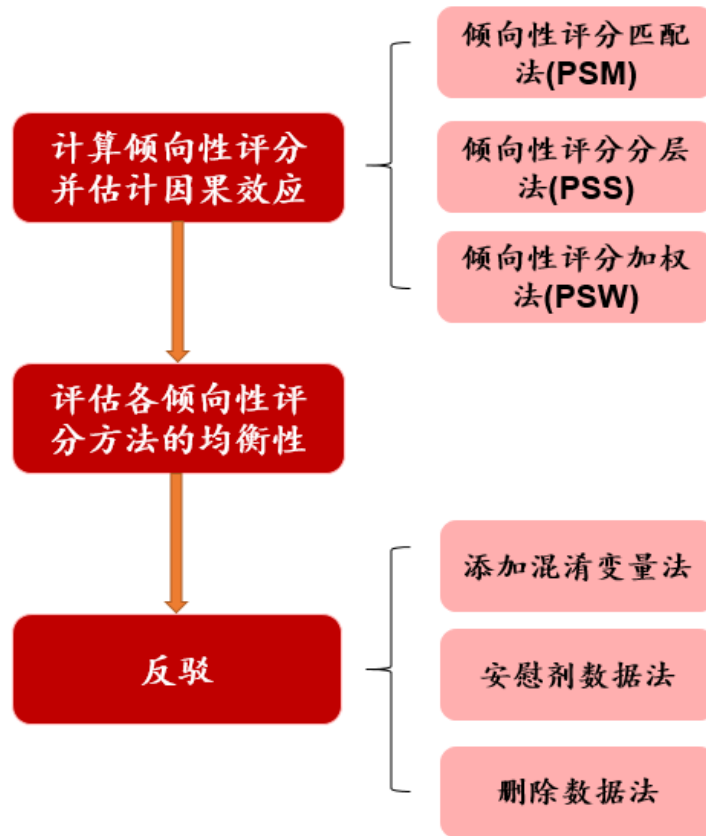 倾向性评分匹配
法(PSM)
计算倾向性评分
并估计因果效应
倾向性评分分层
法(PSS)
倾向性评分加权
法(PSW)
评估各倾向性评
分方法的均衡性
添加混淆变量法
反驳
安慰剂数据法
删除数据法